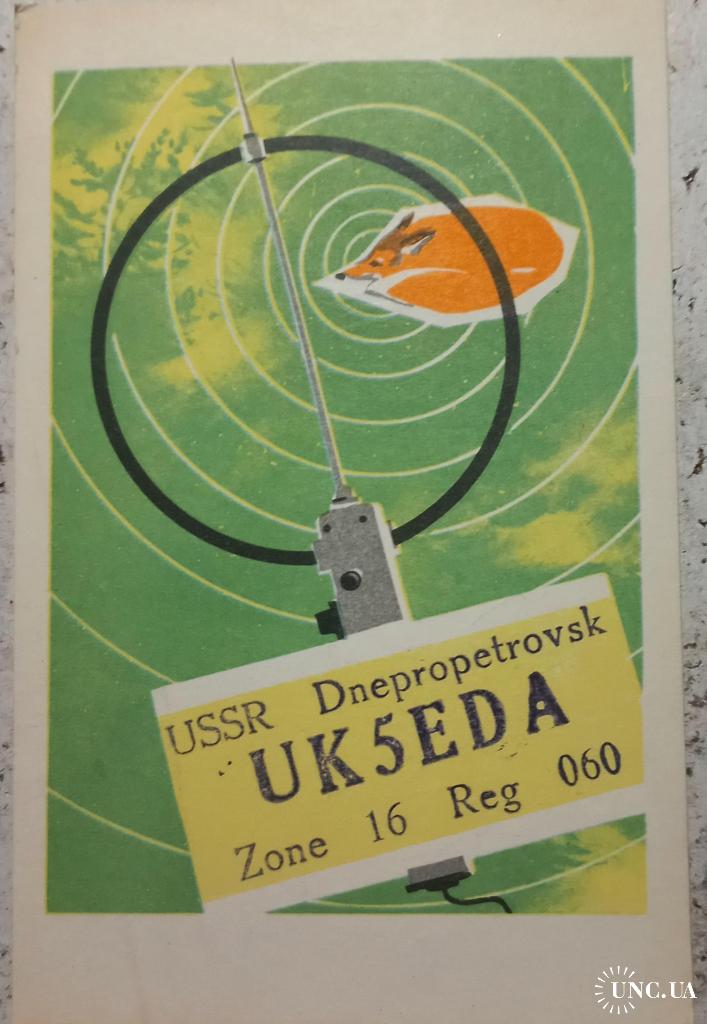 USSR Dnepropetrovsk
UK5EDA
Zone 16 Reg 060
UNC.UA